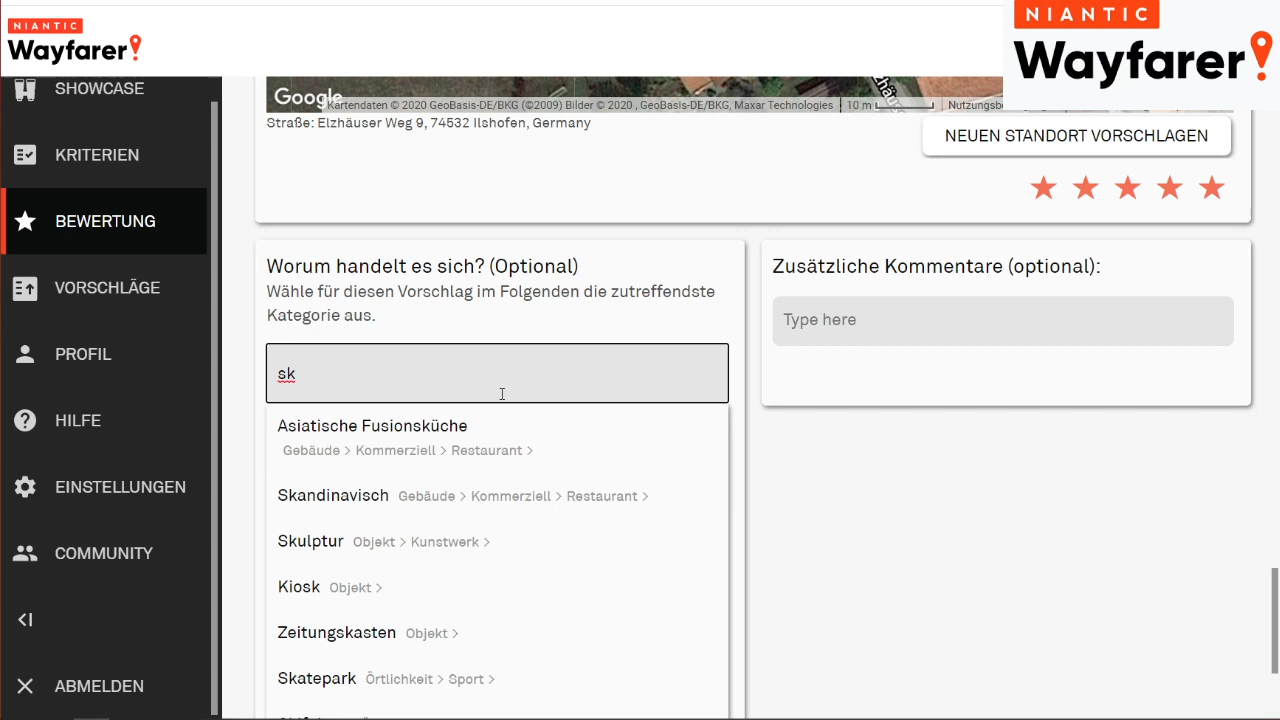 NIANTIC
Wayfarer
NIANTIC
Wayfarer
SHOWCASE
KRITERIEN
BEWERTUNG
VORSCHLÄGE
PROFIL
HILFE
EINSTELLUNGEN
COMMUNITY
ABMELDEN
Google
Kartendaten © 2020 GeoBasis-DE/BKG (©2009) Bilder © 2020 , GeoBasis-DE/BKG, Maxar Technologies
10 m
Straße: Elzhäuser Weg 9, 74532 Ilshofen, Germany
NEUEN STANDORT VORSCHLAGEN
Worum handelt es sich? (Optional)
Wähle für diesen Vorschlag im Folgenden die zutreffendste
Kategorie aus.
sk
Asiatische Fusionsküche
Gebäude > Kommerziell > Restaurant >
Skandinavisch Gebäude > Kommerziell > Restaurant >
Skulptur Objekt > Kunstwerk >
Kiosk Objekt >
Zeitungskasten Objekt >
Skatepark Örtlichkeit > Sport >
Zusätzliche Kommentare (optional):
Type here